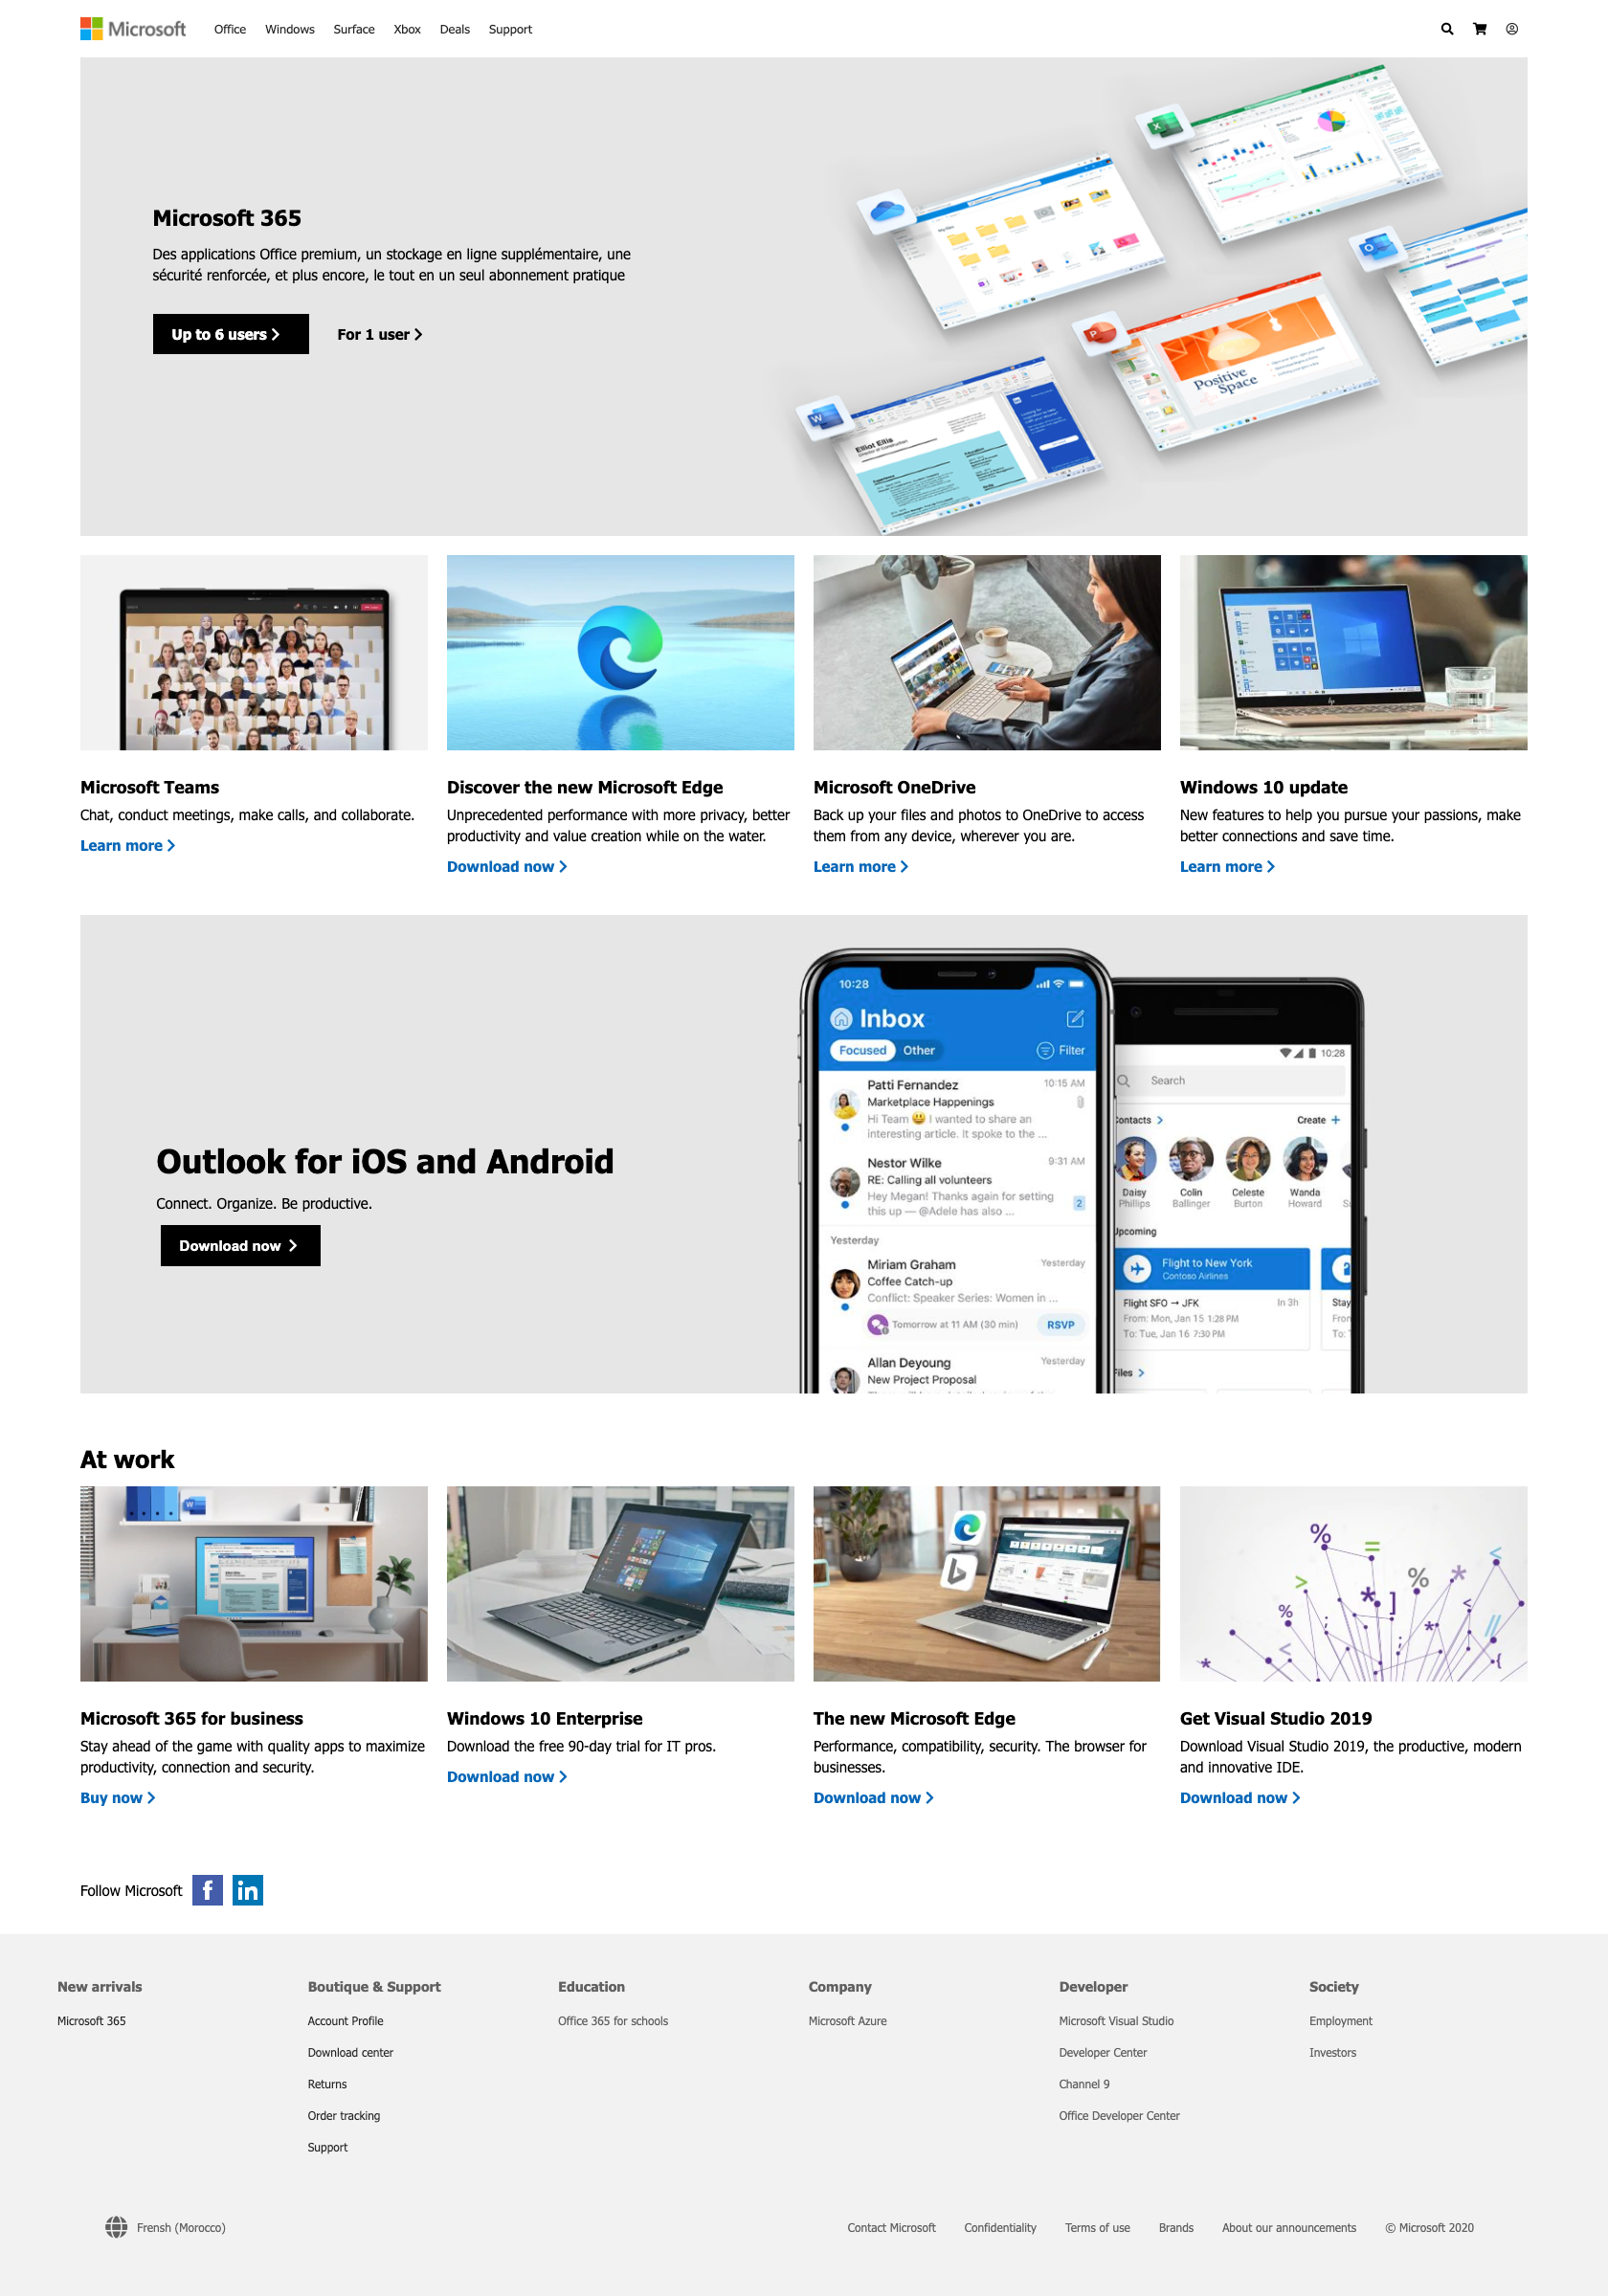 Microsoft Office Windows Surface Xbox Deals Support
Microsoft 365
Des applications Office premium, un stockage en ligne supplémentaire, une
sécurité renforcée, et plus encore, le tout en un seul abonnement pratique
Up to 6 users
For 1 user
Positive
Space
Elliot Ellis
Microsoft Teams
Chat, conduct meetings, make calls, and collaborate.
Learn more
Discover the new Microsoft Edge
Unprecedented performance with more privacy, better
productivity and value creation while on the water.
Download now
Microsoft OneDrive
Back up your files and photos to OneDrive to access
them from any device, wherever you are.
Learn more
Windows 10 update
New features to help you pursue your passions, make
better connections and save time.
Learn more
Outlook for iOS and Android
Connect. Organize. Be productive.
Download now
10:28
Inbox
Focused Other Filter
Patti Fernandez 10:15 AM
Marketplace Happenings
Hi Team 😃 I wanted to share an
interesting article. It spoke to the ...
Nestor Wilke 9:31 AM
RE: Calling all volunteers
Hey Megan! Thanks again for setting
this up — @Adele has also ... 2
Yesterday
Miriam Graham Yesterday
Coffee Catch-up
Conflict: Speaker Series: Women in ...
Tomorrow at 11 AM (30 min) RSVP
Allan Deyoung Yesterday
New Project Proposal
10:28
Search
Contacts Create +
Daisy Colin Celeste Wanda
Phillips Ballinger Burton Howard
Upcoming
Flight to New York
Contoso Airlines
Flight SFO → JFK In 3h
From: Mon, Jan 15 1:28 PM
To: Tue, Jan 16 7:30 PM
Stay
From:
To:
Files
At work
Microsoft 365 for business
Stay ahead of the game with quality apps to maximize
productivity, connection and security.
Buy now
Windows 10 Enterprise
Download the free 90-day trial for IT pros.
Download now
The new Microsoft Edge
Performance, compatibility, security. The browser for
businesses.
Download now
Get Visual Studio 2019
Download Visual Studio 2019, the productive, modern
and innovative IDE.
Download now
Follow Microsoft
New arrivals
Microsoft 365
Boutique & Support
Account Profile
Download center
Returns
Order tracking
Support
Education
Office 365 for schools
Company
Microsoft Azure
Developer
Microsoft Visual Studio
Developer Center
Channel 9
Office Developer Center
Society
Employment
Investors
Frensh (Morocco)
Contact Microsoft Confidentiality Terms of use Brands About our announcements © Microsoft 2020